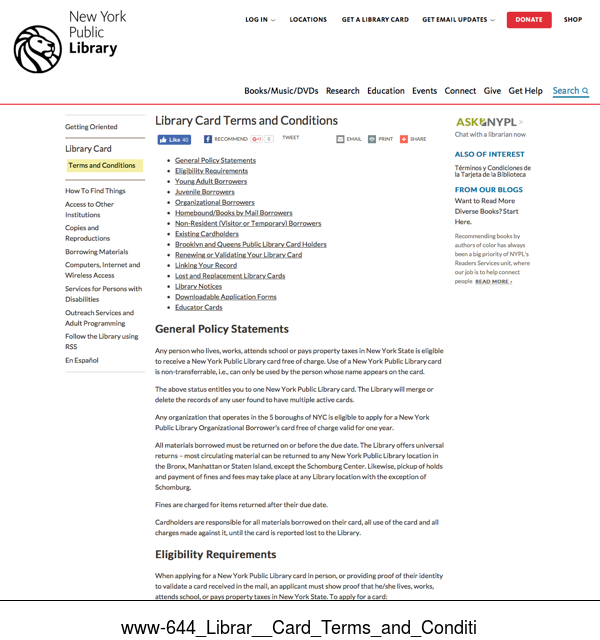 New York
Public
Library
LOG IN
LOCATIONS
GET A LIBRARY CARD
GET EMAIL UPDATES
DONATE
SHOP
Books/Music/DVDs
Research
Education
Events
Connect
Give
Get Help
Search
Getting Oriented
Library Card
Terms and Conditions
How To Find Things
Access to Other
Institutions
Copies and
Reproductions
Borrowing Materials
Computers, Internet and
Wireless Access
Services for Persons with
Disabilities
Outreach Services and
Adult Programming
Follow the Library using
RSS
En Español
Library Card Terms and Conditions
Like 40
RECOMMEND
G+1 0
TWEET
EMAIL
PRINT
SHARE
General Policy Statements
Eligibility Requirements
Young Adult Borrowers
Juvenile Borrowers
Organizational Borrowers
Homebound/Books by Mail Borrowers
Non-Resident (Visitor or Temporary) Borrowers
Existing Cardholders
Brooklyn and Queens Public Library Card Holders
Renewing or Validating Your Library Card
Linking Your Record
Lost and Replacement Library Cards
Library Notices
Downloadable Application Forms
Educator Cards
General Policy Statements
Any person who lives, works, attends school or pays property taxes in New York State is eligible
to receive a New York Public Library card free of charge. Use of a New York Public Library card
is non-transferrable, i.e., can only be used by the person whose name appears on the card.
The above status entitles you to one New York Public Library card. The Library will merge or
delete the records of any user found to have multiple active cards.
Any organization that operates in the 5 boroughs of NYC is eligible to apply for a New York
Public Library Organizational Borrower's card free of charge valid for one year.
All materials borrowed must be returned on or before the due date. The Library offers universal
returns – most circulating material can be returned to any New York Public Library location in
the Bronx, Manhattan or Staten Island, except the Schomburg Center. Likewise, pickup of holds
and payment of fines and fees may take place at any Library location with the exception of
Schomburg.
Fines are charged for items returned after their due date.
Cardholders are responsible for all materials borrowed on their card, all use of the card and all
charges made against it, until the card is reported lost to the Library.
Eligibility Requirements
When applying for a New York Public Library card in person, or providing proof of their identity
to validate a card received in the mail, an applicant must show proof that he/she lives, works,
attends school, or pays property taxes in New York State. To apply for a card:
ASK NYPL >
Chat with a librarian now
ALSO OF INTEREST
Términos y Condiciones de
la Tarjeta de la Biblioteca
FROM OUR BLOGS
Want to Read More
Diverse Books? Start
Here.
Recommending books by
authors of color has always
been a big priority of NYPL's
Readers Services unit, where
our job is to help connect
people READ MORE ›
www-644_Librar__Card_Terms_and_Conditi